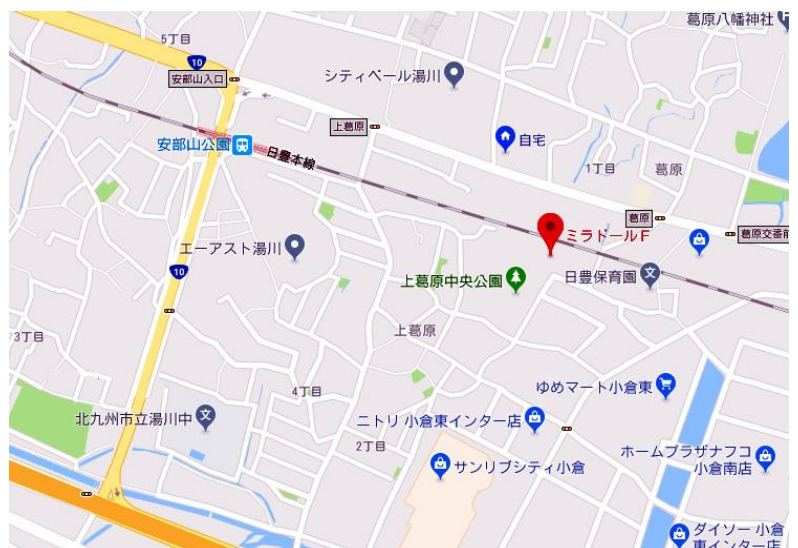 葛原八幡神社
5丁目
10
安部山入口
シティベール湯川
上葛原
自宅
安部山公園
日豊本線
1丁目
葛原
葛原
葛原交番前
ミラドールF
エーアスト湯川
10
上葛原中央公園
日豊保育園
上葛原
3丁目
4丁目
ゆめマート小倉東
北九州市立湯川中
ニトリ 小倉東インター店
2丁目
サンリブシティ小倉
ホームプラザナフコ
小倉南店
ダイソー 小倉
東インター店